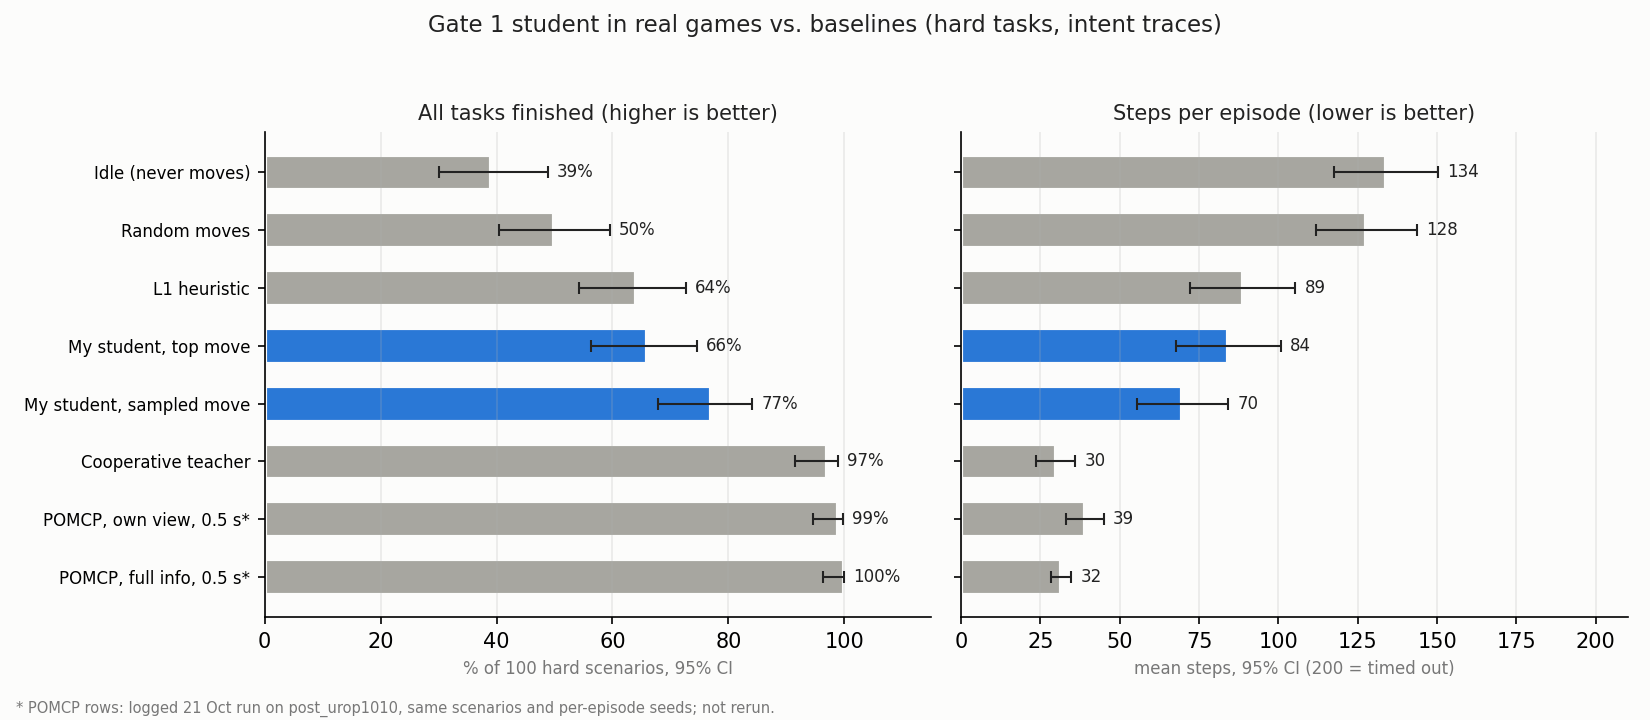 Gate 1 student in real games vs. baselines (hard tasks, intent traces)
All tasks finished (higher is better)
Idle (never moves)
39%
Random moves
50%
L1 heuristic
64%
My student, top move
66%
My student, sampled move
77%
Cooperative teacher
97%
POMCP, own view, 0.5 s*
99%
POMCP, full info, 0.5 s*
100%
0 20 40 60 80 100
% of 100 hard scenarios, 95% CI
Steps per episode (lower is better)
134
128
89
84
70
30
39
32
0 25 50 75 100 125 150 175 200
mean steps, 95% CI (200 = timed out)
* POMCP rows: logged 21 Oct run on post_urop1010, same scenarios and per-episode seeds; not rerun.